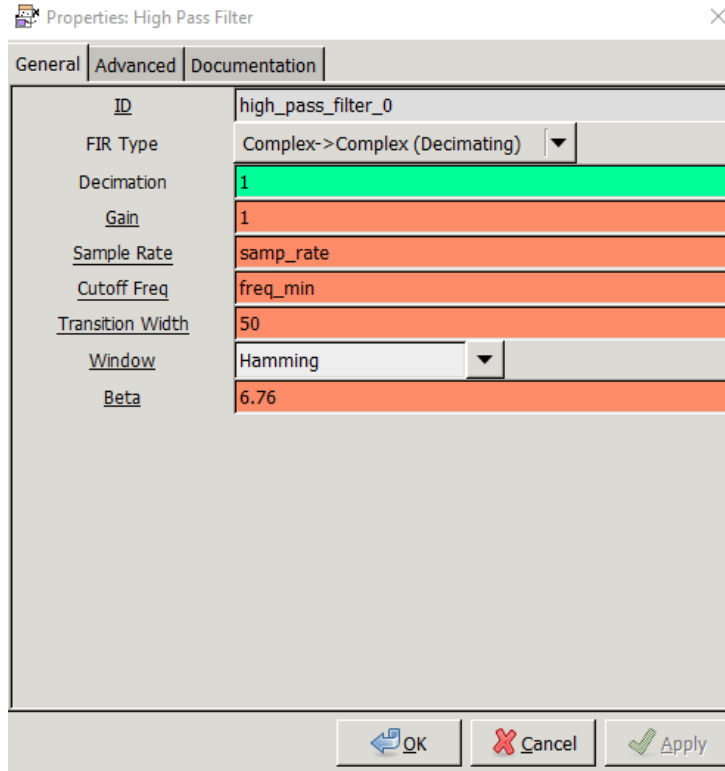 Properties: High Pass Filter
General Advanced Documentation
ID high_pass_filter_0
FIR Type Complex->Complex (Decimating)
Decimation 1
Gain 1
Sample Rate samp_rate
Cutoff Freq freq_min
Transition Width 50
Window Hamming
Beta 6.76
OK Cancel Apply